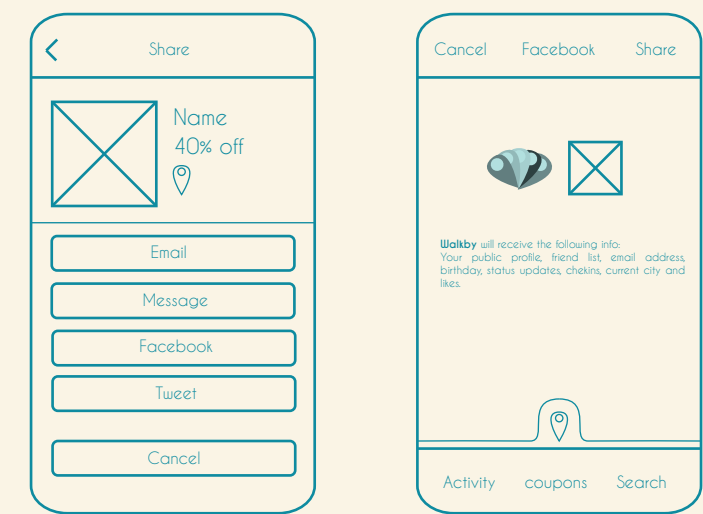 Share
Name
40% off
Email
Message
Facebook
Tweet
Cancel
Cancel Facebook Share
Walkby will receive the following info:
Your public profile, friend list, email address,
birthday, status updates, chekins, current city and
likes.
Activity coupons Search